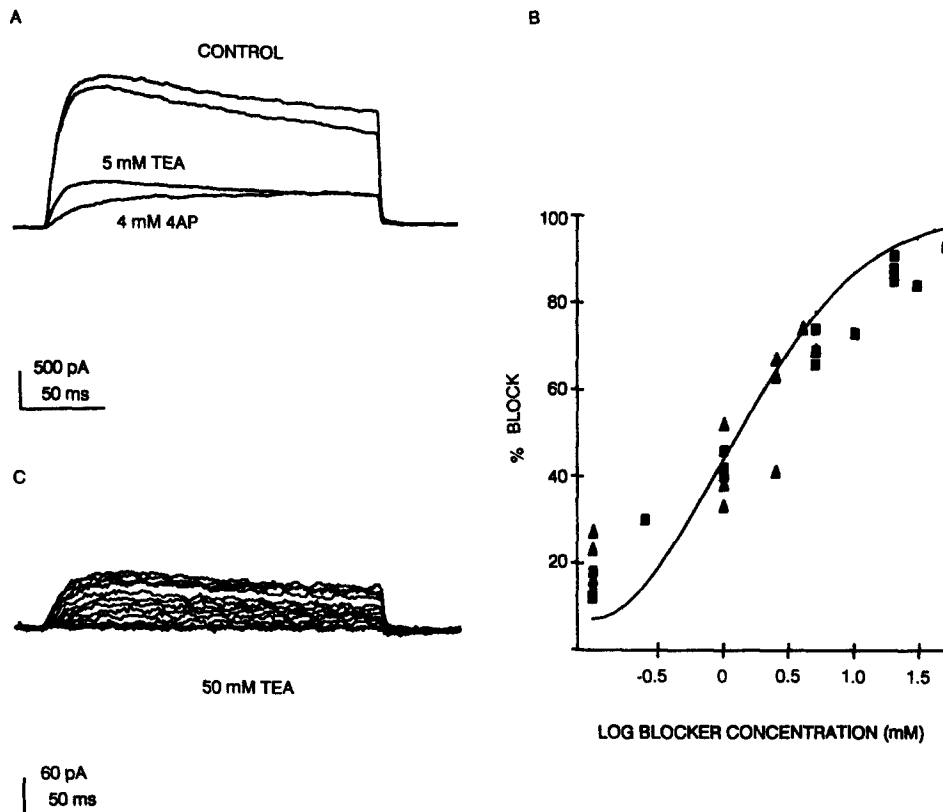 A
CONTROL
5 mM TEA
4 mM 4AP
500 pA
50 ms
B
100
80
60
40
20
% BLOCK
-0.5
0
0.5
1.0
1.5
LOG BLOCKER CONCENTRATION (mM)
C
50 mM TEA
60 pA
50 ms